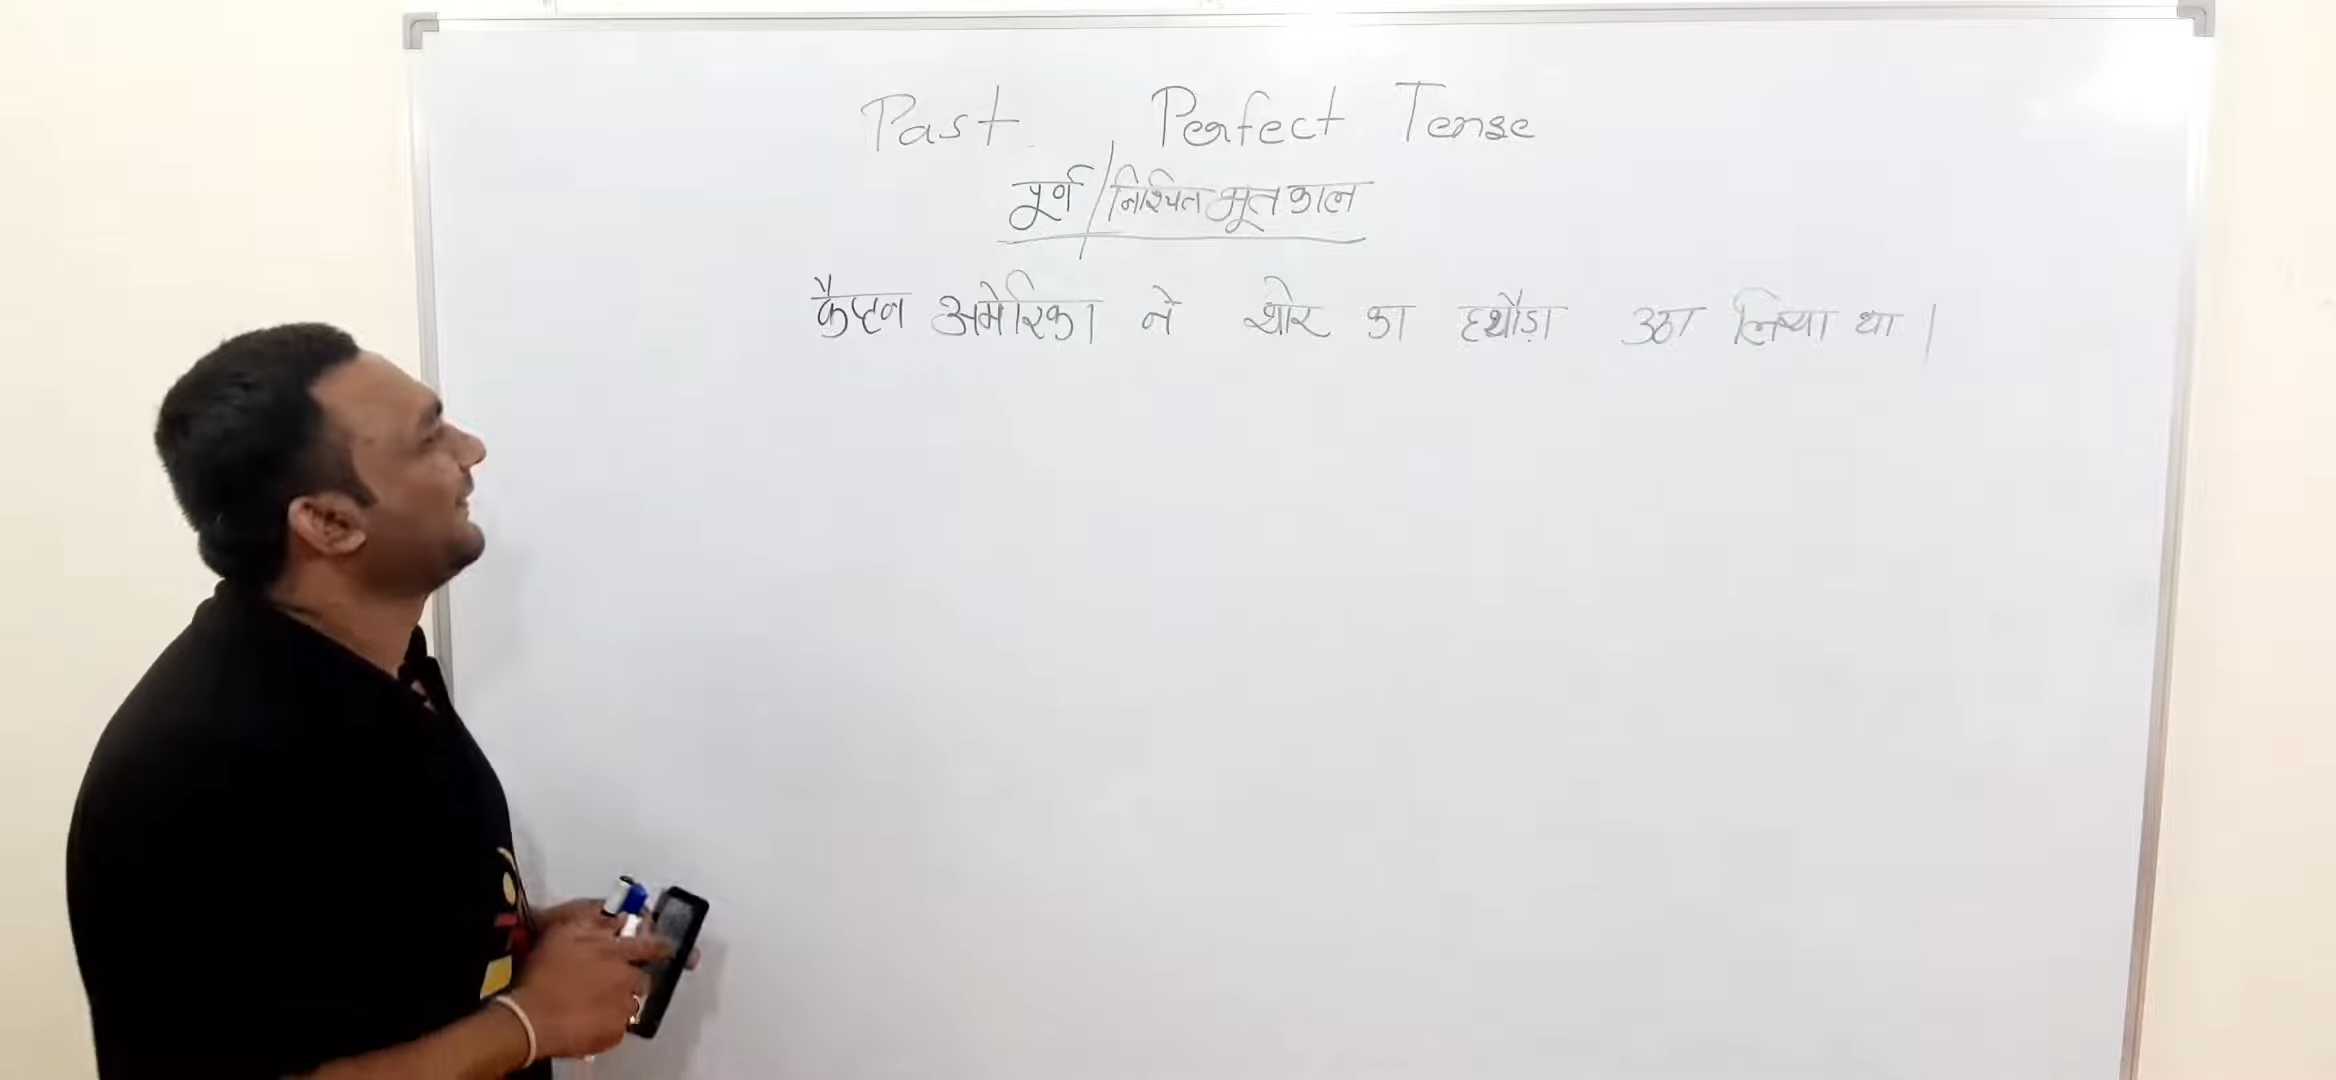 Past Perfect Tense
पूर्ण/निश्चित भूतकाल
कैप्टन अमेरिका ने थोर का हथौड़ा उठा लिया था।